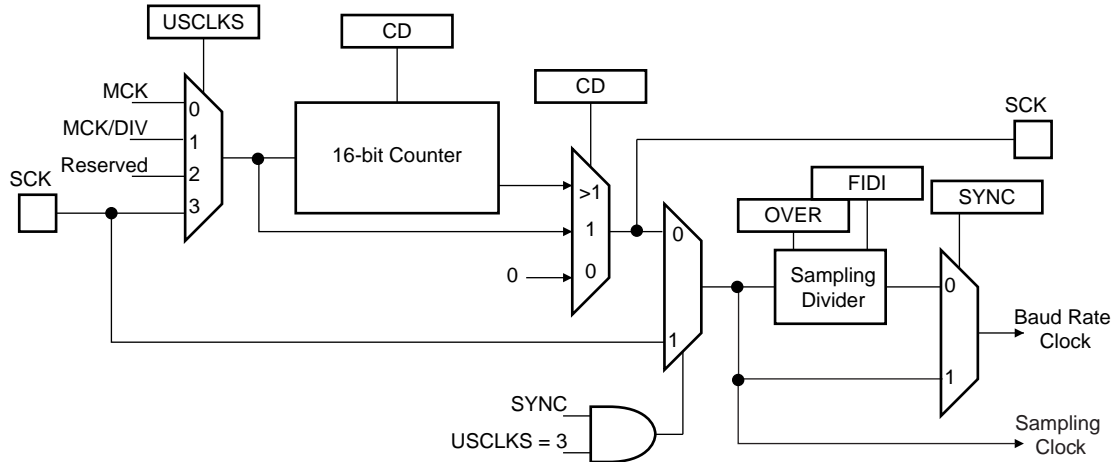 USCLKS
CD
CD
MCK
0
MCK/DIV
1
Reserved
2
SCK
3
16-bit Counter
>1
1
0
0
SCK
FIDI
OVER
SYNC
0
1
Sampling
Divider
0
1
Baud Rate
Clock
SYNC
USCLKS = 3
Sampling
Clock